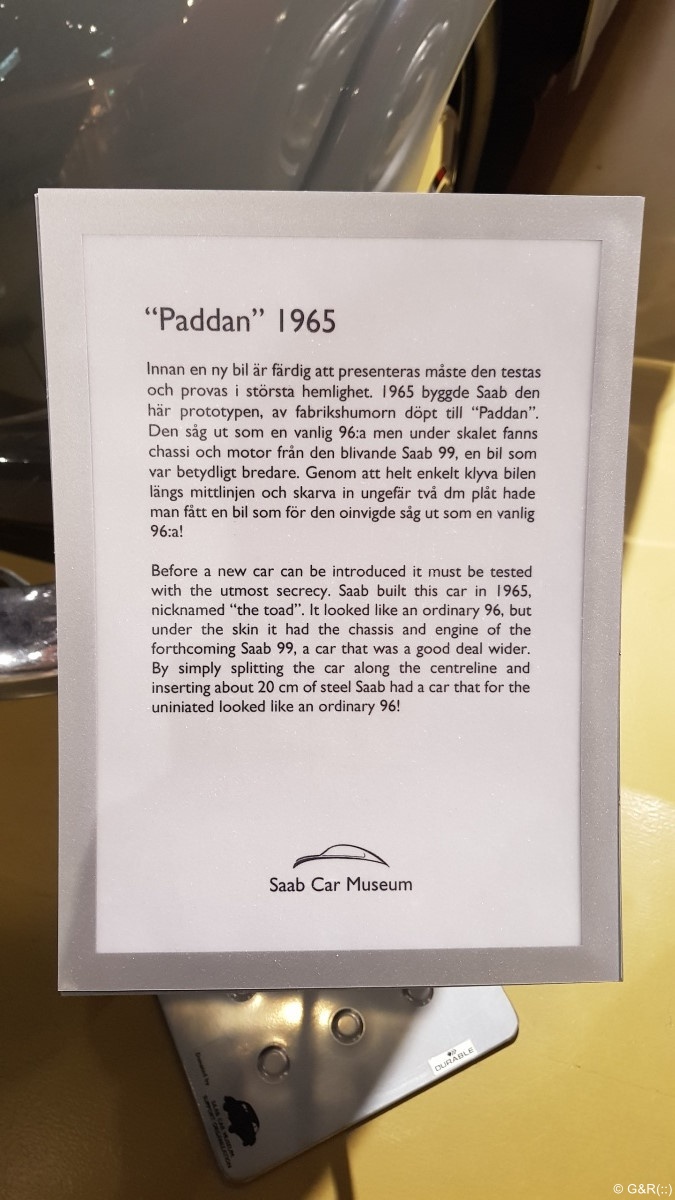 “Paddan” 1965
Innan en ny bil är färdig att presenteras måste den testas
och provas i största hemlighet. 1965 byggde Saab den
här prototypen, av fabrikshumorn döpt till “Paddan”.
Den såg ut som en vanlig 96:a men under skalet fanns
chassi och motor från den blivande Saab 99, en bil som
var betydligt bredare. Genom att helt enkelt klyva bilen
längs mittlinjen och skarva in ungefär två dm plåt hade
man fått en bil som för den oinvigde såg ut som en vanlig
96:a!
Before a new car can be introduced it must be tested
with the utmost secrecy. Saab built this car in 1965,
nicknamed “the toad”. It looked like an ordinary 96, but
under the skin it had the chassis and engine of the
forthcoming Saab 99, a car that was a good deal wider.
By simply splitting the car along the centreline and
inserting about 20 cm of steel Saab had a car that for the
uniniated looked like an ordinary 96!
Saab Car Museum
DURABLE
Donated by
SAAB CAR MUSEUM
SUPPORT ORGANIZATION
© G&R(::)